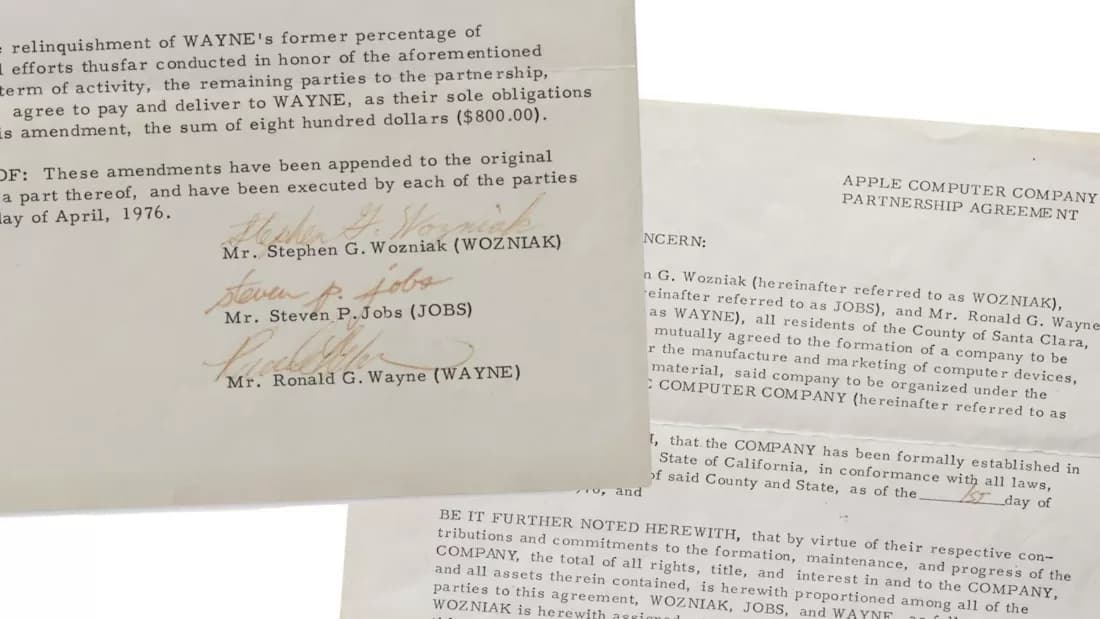 relinquishment of WAYNE's former percentage of
efforts thusfar conducted in honor of the aforementioned
term of activity, the remaining parties to the partnership,
agree to pay and deliver to WAYNE, as their sole obligations
is amendment, the sum of eight hundred dollars ($800.00).
OF: These amendments have been appended to the original
a part thereof, and have been executed by each of the parties
day of April, 1976.
Stephen G. Wozniak
Mr. Stephen G. Wozniak (WOZNIAK)
steven p. jobs
Mr. Steven P. Jobs (JOBS)
Mr. Ronald G. Wayne (WAYNE)
APPLE COMPUTER COMPANY
PARTNERSHIP AGREEMENT
NCERN:
n G. Wozniak (hereinafter referred to as WOZNIAK),
einafter referred to as JOBS), and Mr. Ronald G. Wayne
as WAYNE), all residents of the County of Santa Clara,
mutually agreed to the formation of a company to be
r the manufacture and marketing of computer devices,
material, said company to be organized under the
COMPUTER COMPANY (hereinafter referred to as
that the COMPANY has been formally established in
State of California, in conformance with all laws,
of said County and State, as of the 1st day of
and
BE IT FURTHER NOTED HEREWITH, that by virtue of their respective con-
tributions and commitments to the formation, maintenance, and progress of the
COMPANY, the total of all rights, title, and interest in and to the COMPANY,
and all assets therein contained, is herewith proportioned among all of the
parties to this agreement, WOZNIAK, JOBS, and WAYNE
WOZNIAK is herewith